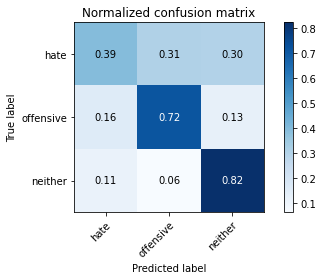 Normalized confusion matrix
hate 0.39 0.31 0.30
offensive 0.16 0.72 0.13
neither 0.11 0.06 0.82
hate offensive neither
True label
Predicted label
0.8
0.7
0.6
0.5
0.4
0.3
0.2
0.1